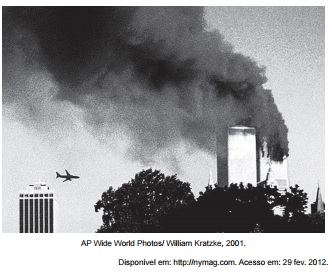 AP Wide World Photos/ William Kratzke, 2001.
Disponível em: http://nymag.com. Acesso em: 29 fev. 2012.